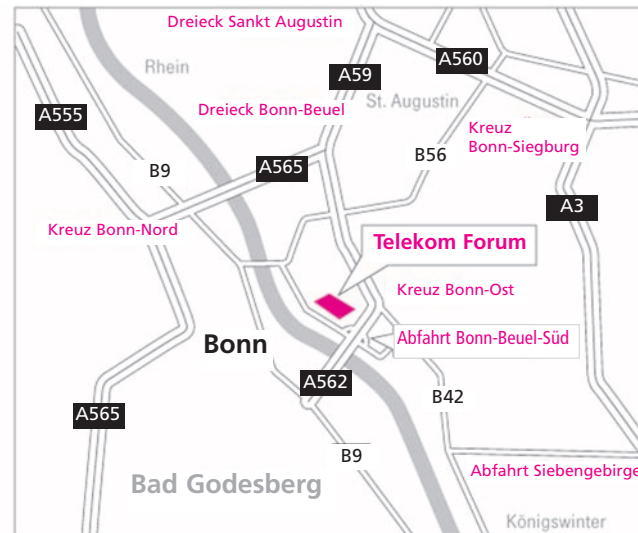 Dreieck Sankt Augustin
Rhein
A59
A560
St. Augustin
A555
Dreieck Bonn-Beuel
Kreuz
Bonn-Siegburg
B56
B9
A565
A3
Kreuz Bonn-Nord
Telekom Forum
Kreuz Bonn-Ost
Bonn
Abfahrt Bonn-Beuel-Süd
A562
B42
A565
B9
Bad Godesberg
Abfahrt Siebengebirge
Königswinter